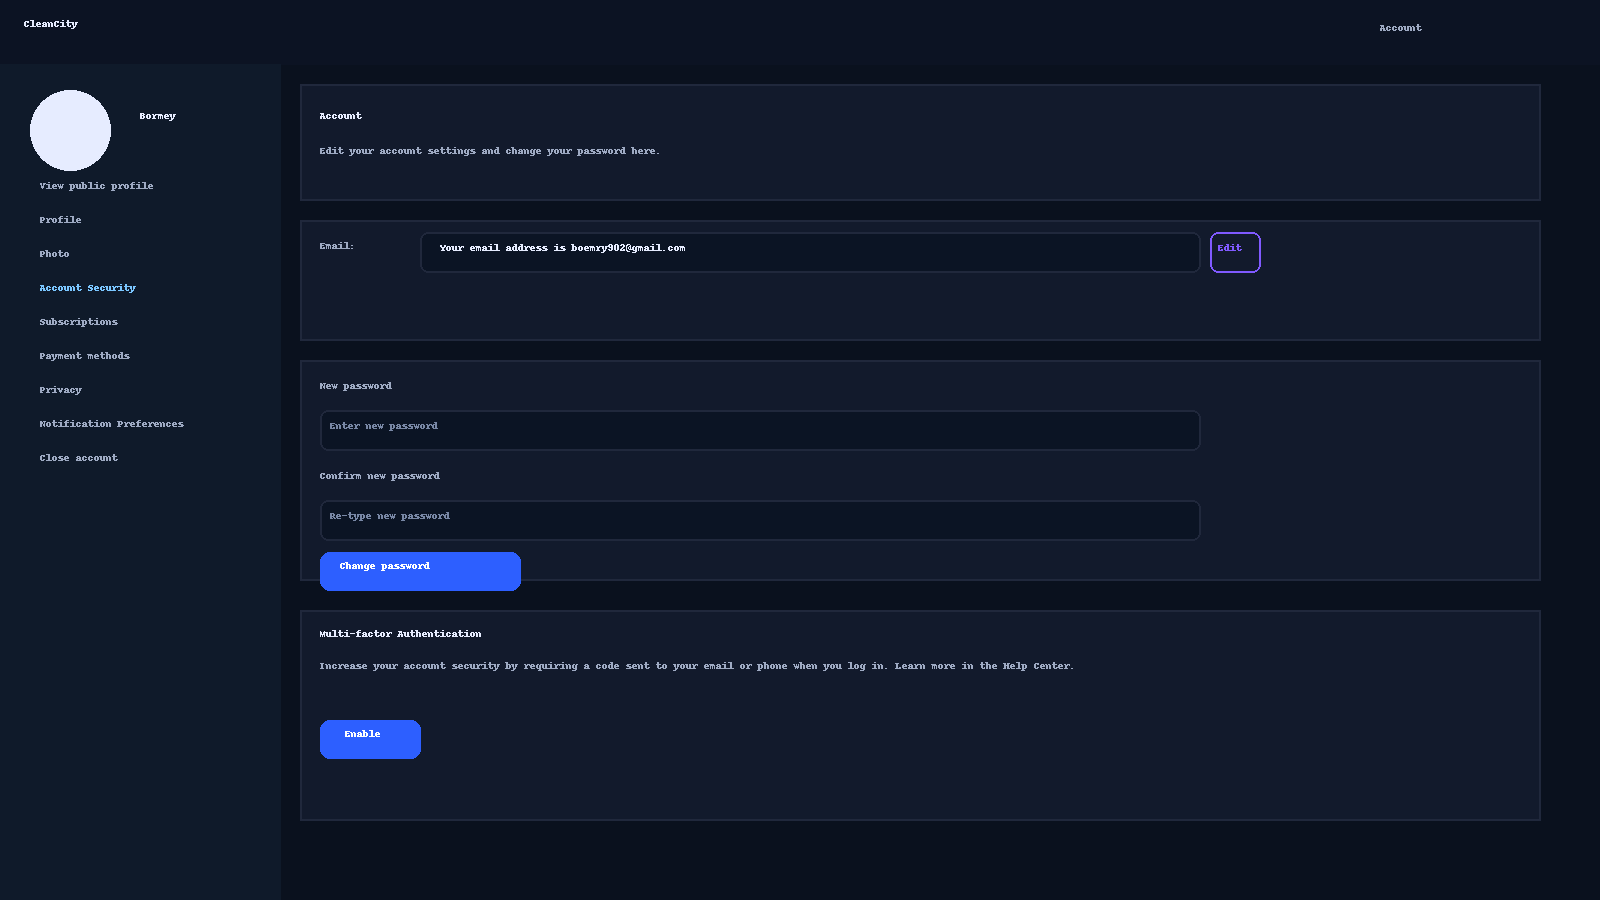 CleanCity
Account
Bormey
View public profile
Profile
Photo
Account Security
Subscriptions
Payment methods
Privacy
Notification Preferences
Close account
Account
Edit your account settings and change your password here.
Email:
Your email address is boemry902@gmail.com
Edit
New password
Enter new password
Confirm new password
Re-type new password
Change password
Multi-factor Authentication
Increase your account security by requiring a code sent to your email or phone when you log in. Learn more in the Help Center.
Enable